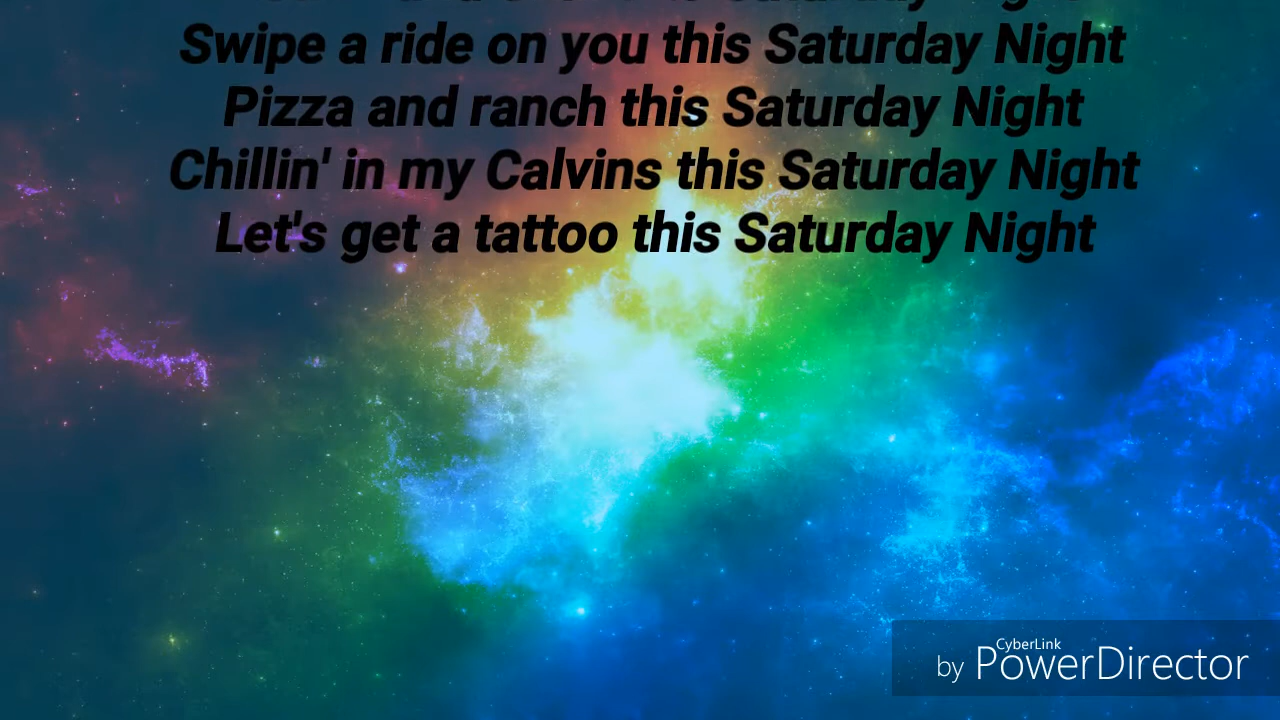 Swipe a ride on you this Saturday Night
Pizza and ranch this Saturday Night
Chillin' in my Calvins this Saturday Night
Let's get a tattoo this Saturday Night
CyberLink
by PowerDirector